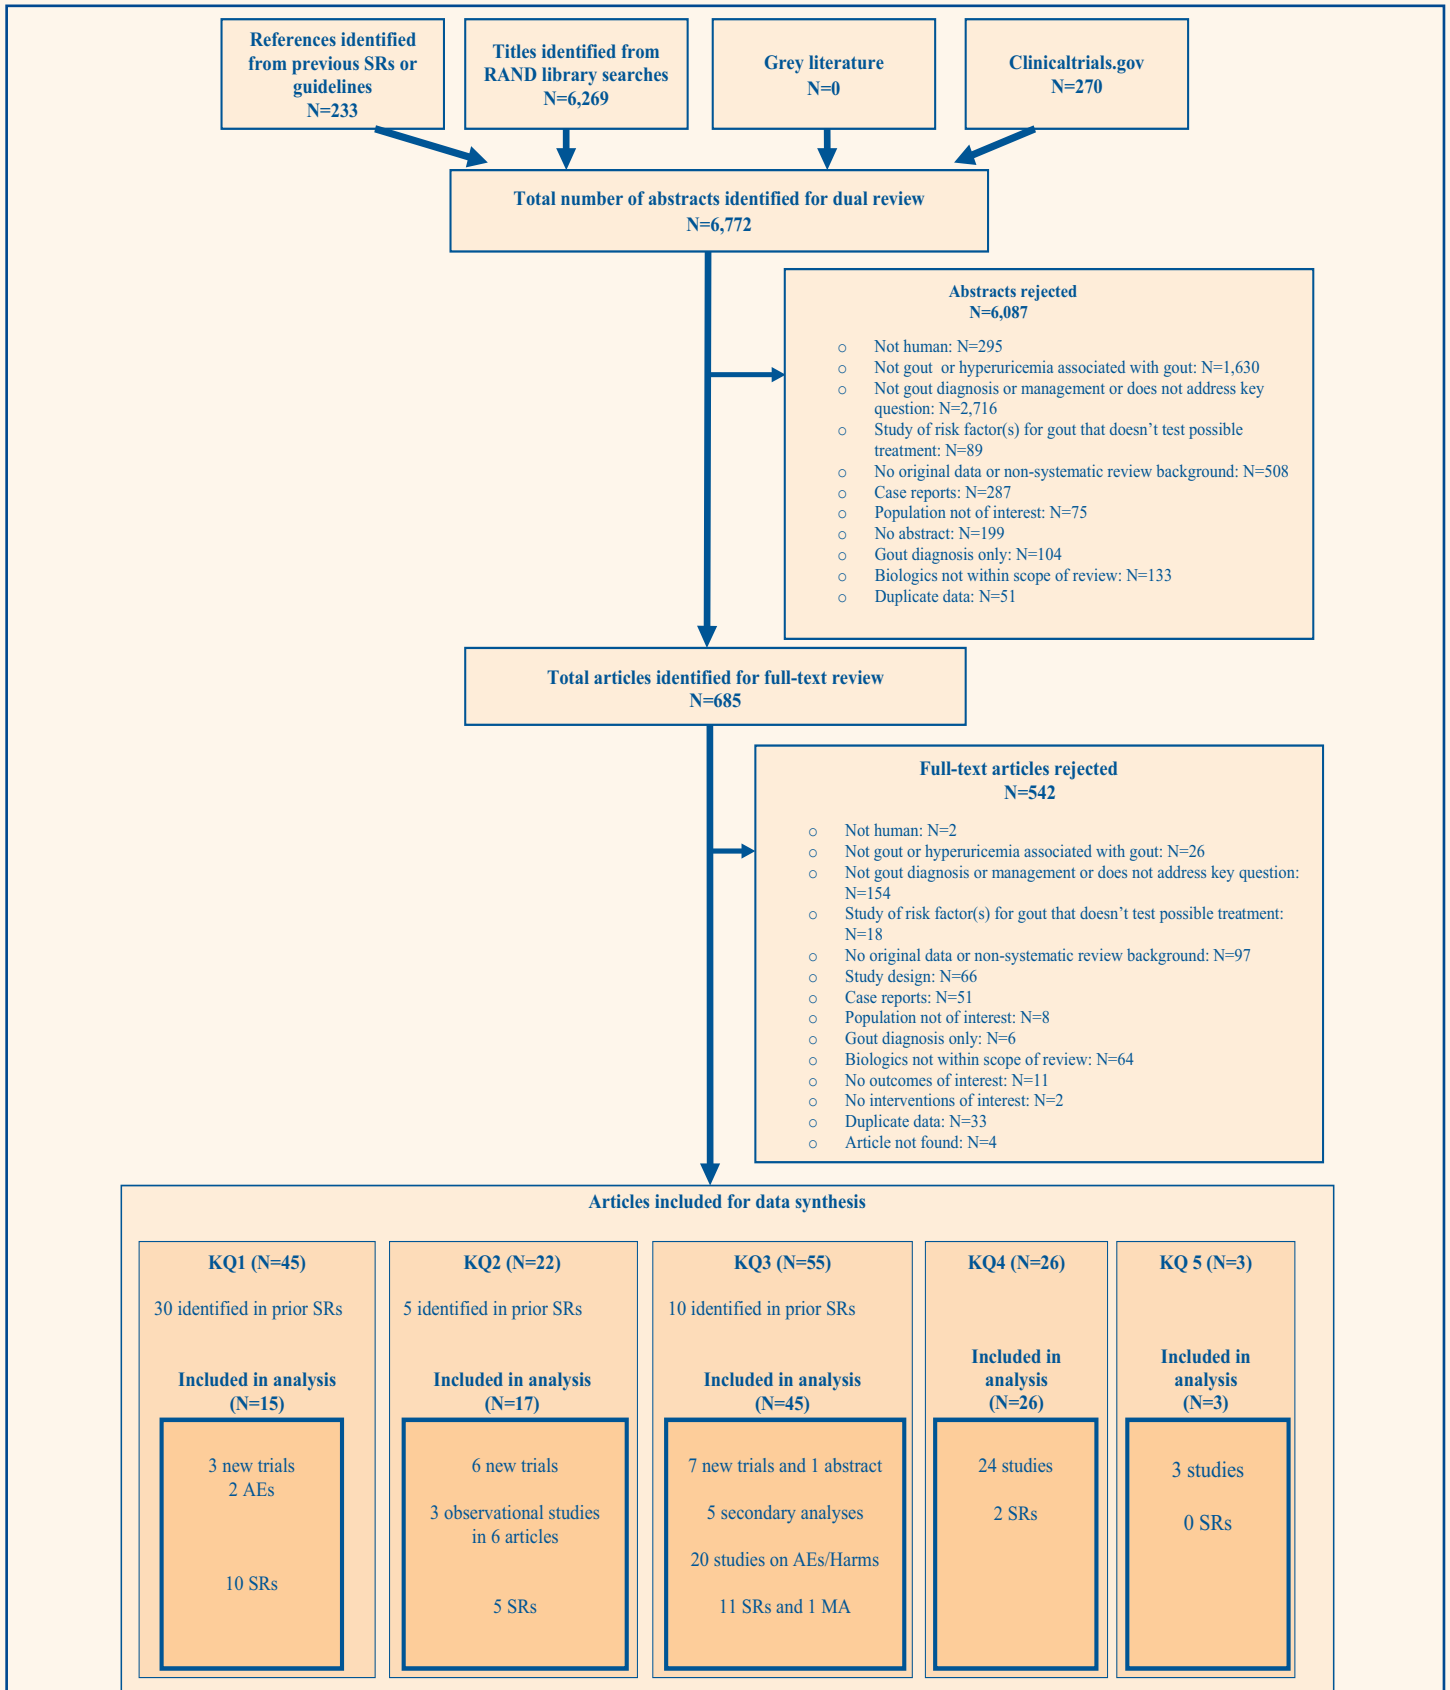 References identified
from previous SRs or
guidelines
N=233
Titles identified from
RAND library searches
N=6,269
Grey literature
N=0
Clinicaltrials.gov
N=270
Total number of abstracts identified for dual review
N=6,772
Abstracts rejected
N=6,087
o Not human: N=295
o Not gout or hyperuricemia associated with gout: N=1,630
o Not gout diagnosis or management or does not address key
question: N=2,716
o Study of risk factor(s) for gout that doesn’t test possible
treatment: N=89
o No original data or non-systematic review background: N=508
o Case reports: N=287
o Population not of interest: N=75
o No abstract: N=199
o Gout diagnosis only: N=104
o Biologics not within scope of review: N=133
o Duplicate data: N=51
Total articles identified for full-text review
N=685
Full-text articles rejected
N=542
o Not human: N=2
o Not gout or hyperuricemia associated with gout: N=26
o Not gout diagnosis or management or does not address key question:
N=154
o Study of risk factor(s) for gout that doesn’t test possible treatment:
N=18
o No original data or non-systematic review background: N=97
o Study design: N=66
o Case reports: N=51
o Population not of interest: N=8
o Gout diagnosis only: N=6
o Biologics not within scope of review: N=64
o No outcomes of interest: N=11
o No interventions of interest: N=2
o Duplicate data: N=33
o Article not found: N=4
Articles included for data synthesis
KQ1 (N=45)
30 identified in prior SRs
Included in analysis
(N=15)
3 new trials
2 AEs
10 SRs
KQ2 (N=22)
5 identified in prior SRs
Included in analysis
(N=17)
6 new trials
3 observational studies
in 6 articles
5 SRs
KQ3 (N=55)
10 identified in prior SRs
Included in analysis
(N=45)
7 new trials and 1 abstract
5 secondary analyses
20 studies on AEs/Harms
11 SRs and 1 MA
KQ4 (N=26)
Included in
analysis
(N=26)
24 studies
2 SRs
KQ 5 (N=3)
Included in
analysis
(N=3)
3 studies
0 SRs